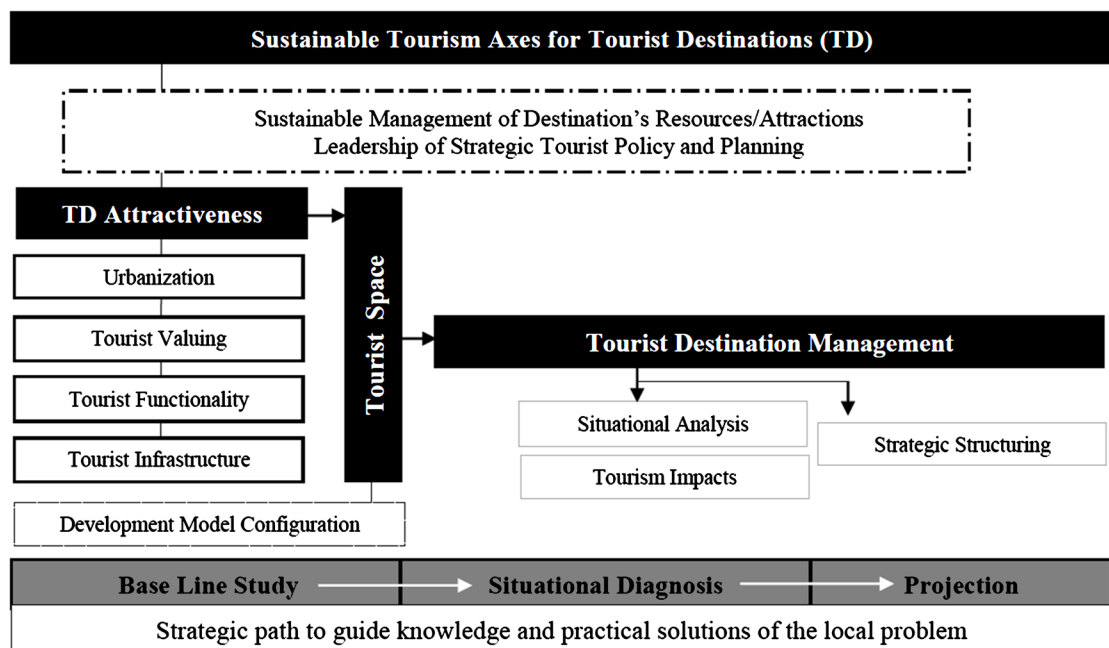 Sustainable Tourism Axes for Tourist Destinations (TD)
Sustainable Management of Destination’s Resources/Attractions
Leadership of Strategic Tourist Policy and Planning
TD Attractiveness
Urbanization
Tourist Valuing
Tourist Functionality
Tourist Infrastructure
Development Model Configuration
Tourist Space
Tourist Destination Management
Situational Analysis
Tourism Impacts
Strategic Structuring
Base Line Study
Situational Diagnosis
Projection
Strategic path to guide knowledge and practical solutions of the local problem